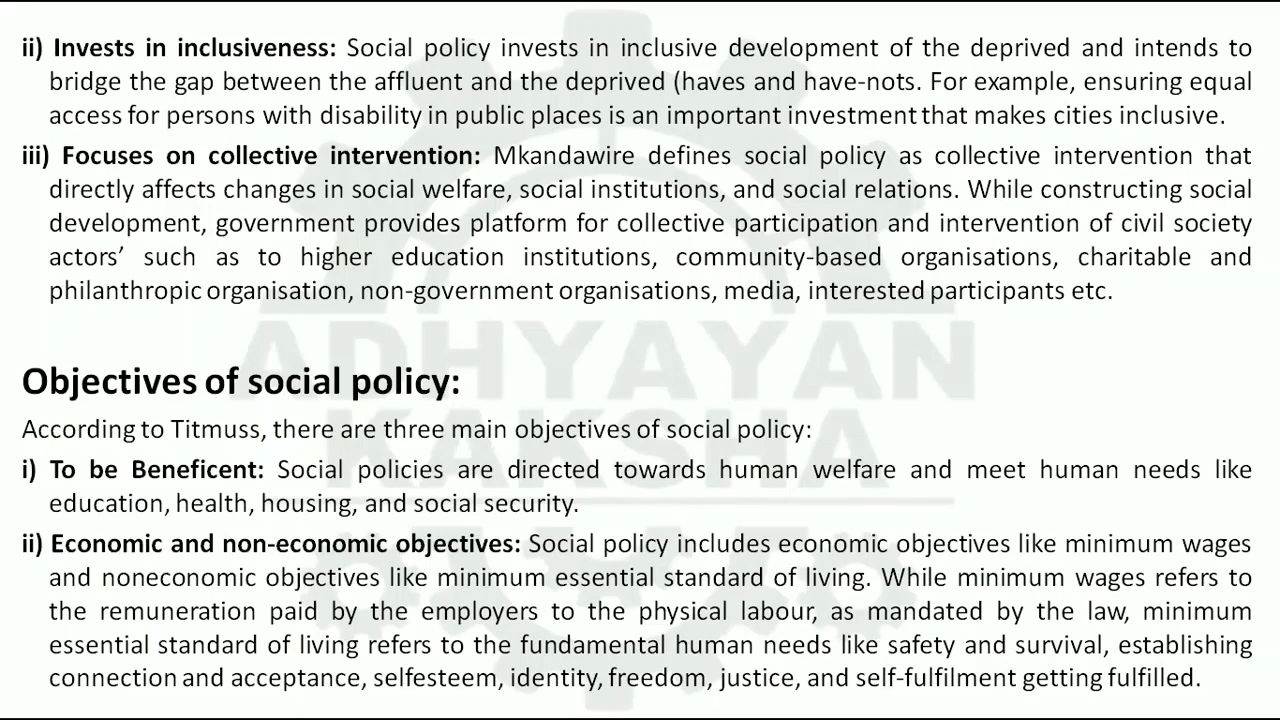 ii) Invests in inclusiveness: Social policy invests in inclusive development of the deprived and intends to
bridge the gap between the affluent and the deprived (haves and have-nots. For example, ensuring equal
access for persons with disability in public places is an important investment that makes cities inclusive.
iii) Focuses on collective intervention: Mkandawire defines social policy as collective intervention that
directly affects changes in social welfare, social institutions, and social relations. While constructing social
development, government provides platform for collective participation and intervention of civil society
actors’ such as to higher education institutions, community-based organisations, charitable and
philanthropic organisation, non-government organisations, media, interested participants etc.
ADHYAYAN
KAKSHA
Objectives of social policy:
According to Titmuss, there are three main objectives of social policy:
i) To be Beneficent: Social policies are directed towards human welfare and meet human needs like
education, health, housing, and social security.
ii) Economic and non-economic objectives: Social policy includes economic objectives like minimum wages
and noneconomic objectives like minimum essential standard of living. While minimum wages refers to
the remuneration paid by the employers to the physical labour, as mandated by the law, minimum
essential standard of living refers to the fundamental human needs like safety and survival, establishing
connection and acceptance, selfesteem, identity, freedom, justice, and self-fulfilment getting fulfilled.